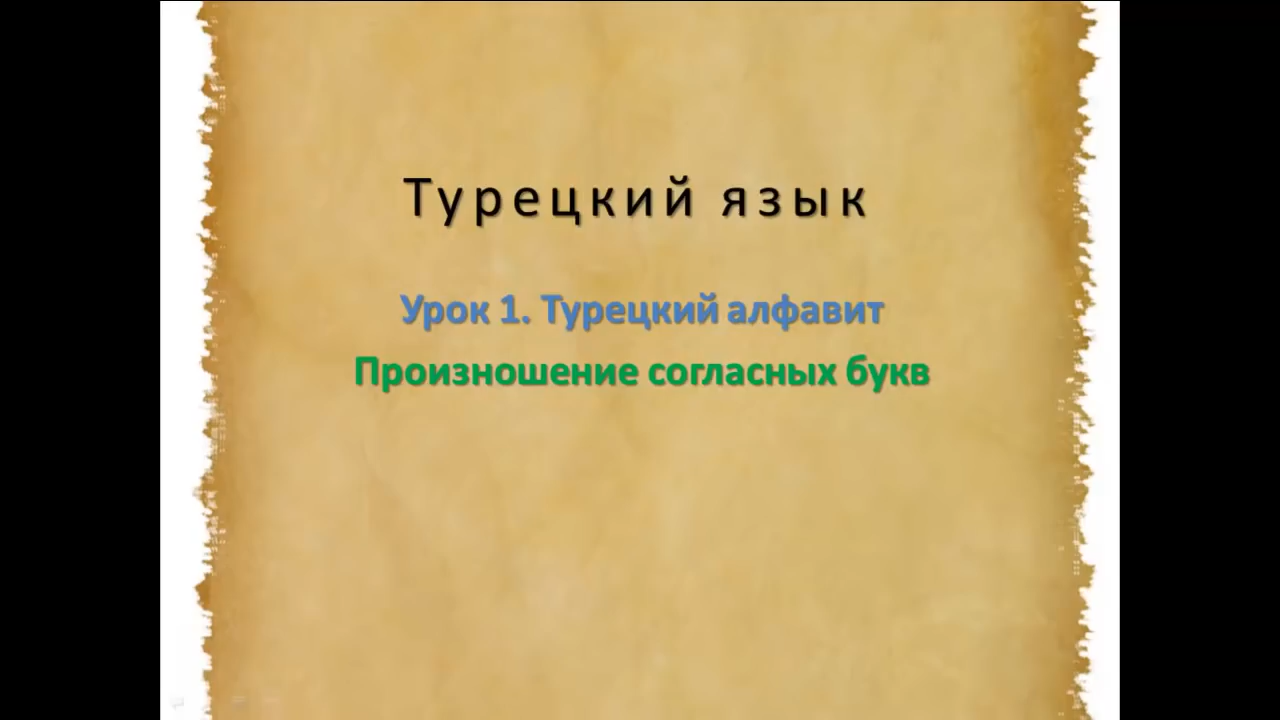 Турецкий язык
Урок 1. Турецкий алфавит
Произношение согласных букв